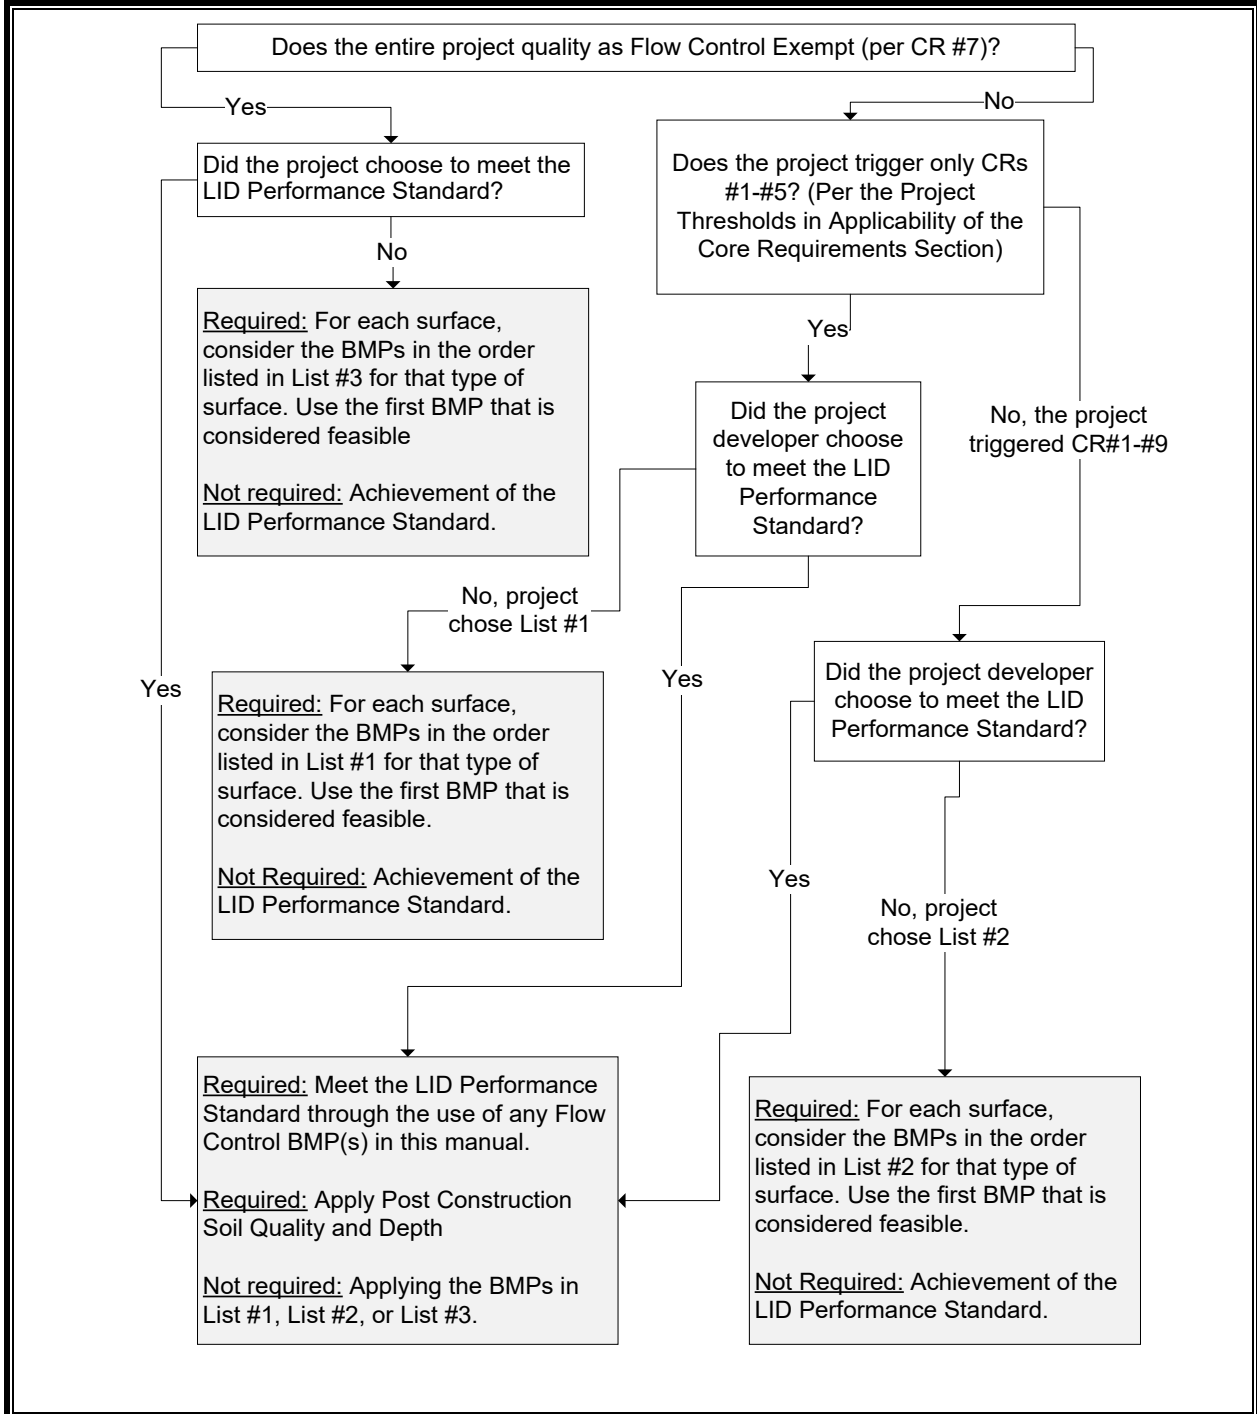 Does the entire project quality as Flow Control Exempt (per CR #7)?
Yes
No
Did the project choose to meet the
LID Performance Standard?
Does the project trigger only CRs
#1-#5? (Per the Project
Thresholds in Applicability of the
Core Requirements Section)
No
Yes
Required: For each surface,
consider the BMPs in the order
listed in List #3 for that type of
surface. Use the first BMP that is
considered feasible
Not required: Achievement of the
LID Performance Standard.
Did the project
developer choose
to meet the LID
Performance
Standard?
No, the project
triggered CR#1-#9
No, project
chose List #1
Yes
Yes
Did the project developer
choose to meet the LID
Performance Standard?
Required: For each surface,
consider the BMPs in the order
listed in List #1 for that type of
surface. Use the first BMP that is
considered feasible.
Not Required: Achievement of the
LID Performance Standard.
Yes
No, project
chose List #2
Required: Meet the LID Performance
Standard through the use of any Flow
Control BMP(s) in this manual.
Required: Apply Post Construction
Soil Quality and Depth
Not required: Applying the BMPs in
List #1, List #2, or List #3.
Required: For each surface,
consider the BMPs in the order
listed in List #2 for that type of
surface. Use the first BMP that is
considered feasible.
Not Required: Achievement of the
LID Performance Standard.